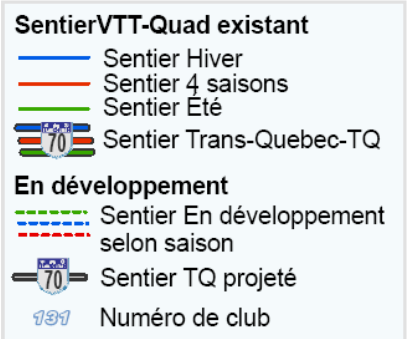 SentierVTT-Quad existant
Sentier Hiver
Sentier 4 saisons
Sentier Été
70 Sentier Trans-Quebec-TQ
En développement
Sentier En développement
selon saison
70 Sentier TQ projeté
131 Numéro de club